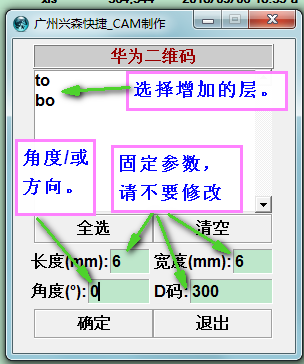 广州兴森快捷_CAM制作
华为二维码
to
bo
选择增加的层。
角度/或
方向。
固定参数，
请不要修改
全选 清空
长度(mm): 6 宽度(mm): 6
角度(°): 0 D码: 300
确定 退出